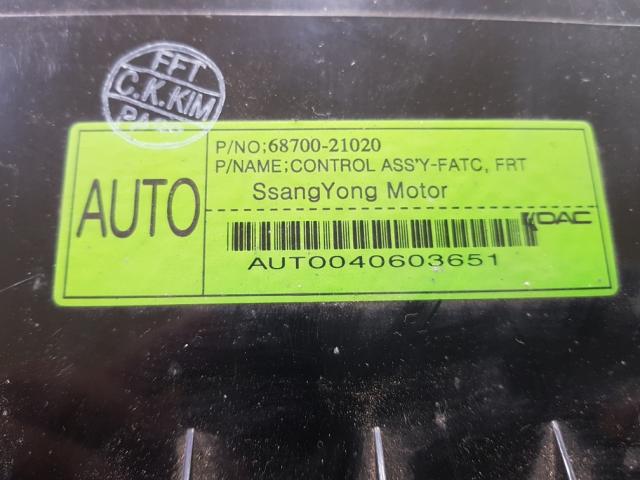 FFT
C.K.KIM
AUTO
P/NO;68700-21020
P/NAME;CONTROL ASS'Y-FATC, FRT
SsangYong Motor
KDAC
AUT0040603651